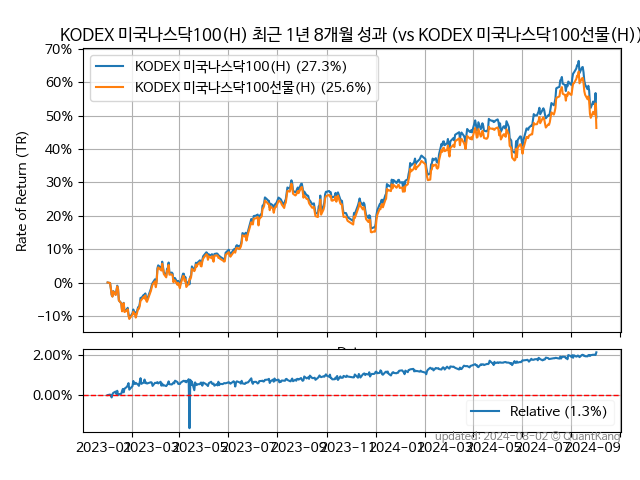 KODEX 미국나스닥100(H) 최근 1년 8개월 성과 (vs KODEX 미국나스닥100선물(H))
70%
60%
50%
40%
30%
20%
10%
0%
−10%
Rate of Return (TR)
KODEX 미국나스닥100(H) (27.3%)
KODEX 미국나스닥100선물(H) (25.6%)
2.00%
0.00%
Relative (1.3%)
updated: 2024-08-02 © QuantKang
2023-01 2023-03 2023-05 2023-07 2023-09 2023-11 2024-01 2024-03 2024-05 2024-07 2024-09